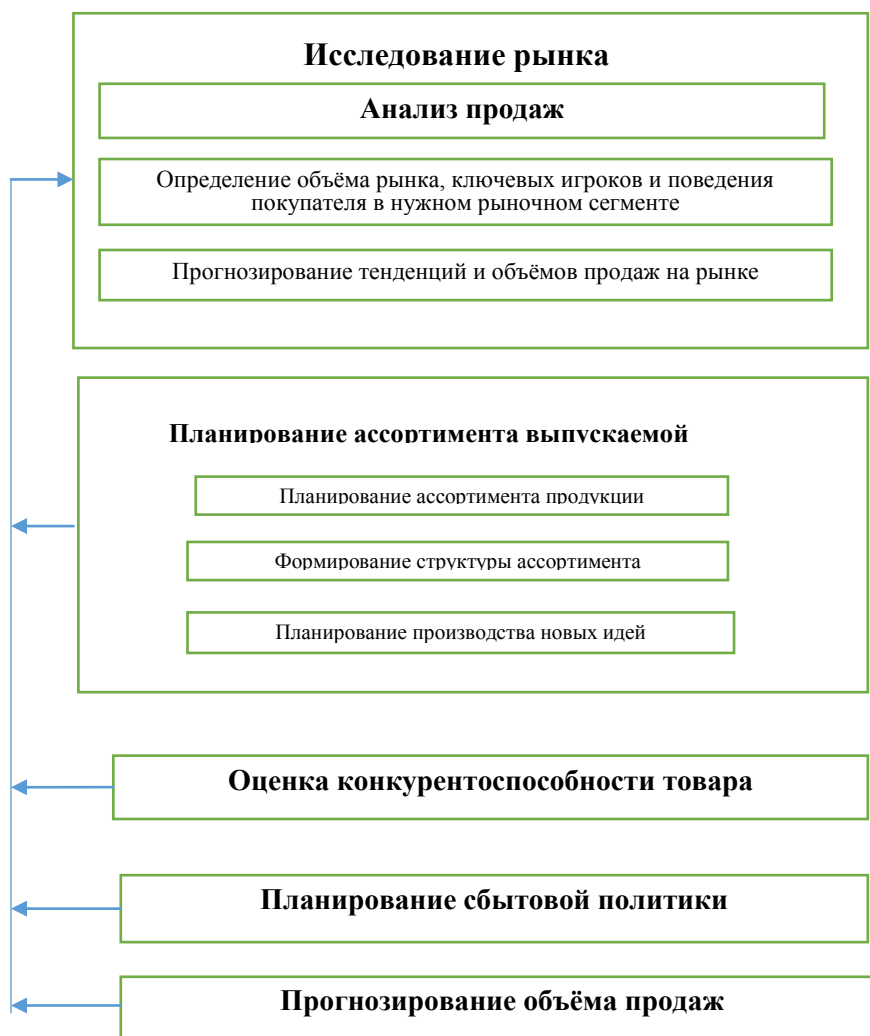 Исследование рынка
Анализ продаж
Определение объёма рынка, ключевых игроков и поведения
покупателя в нужном рыночном сегменте
Прогнозирование тенденций и объёмов продаж на рынке
Планирование ассортимента выпускаемой
Планирование ассортимента продукции
Формирование структуры ассортимента
Планирование производства новых идей
Оценка конкурентоспособности товара
Планирование сбытовой политики
Прогнозирование объёма продаж